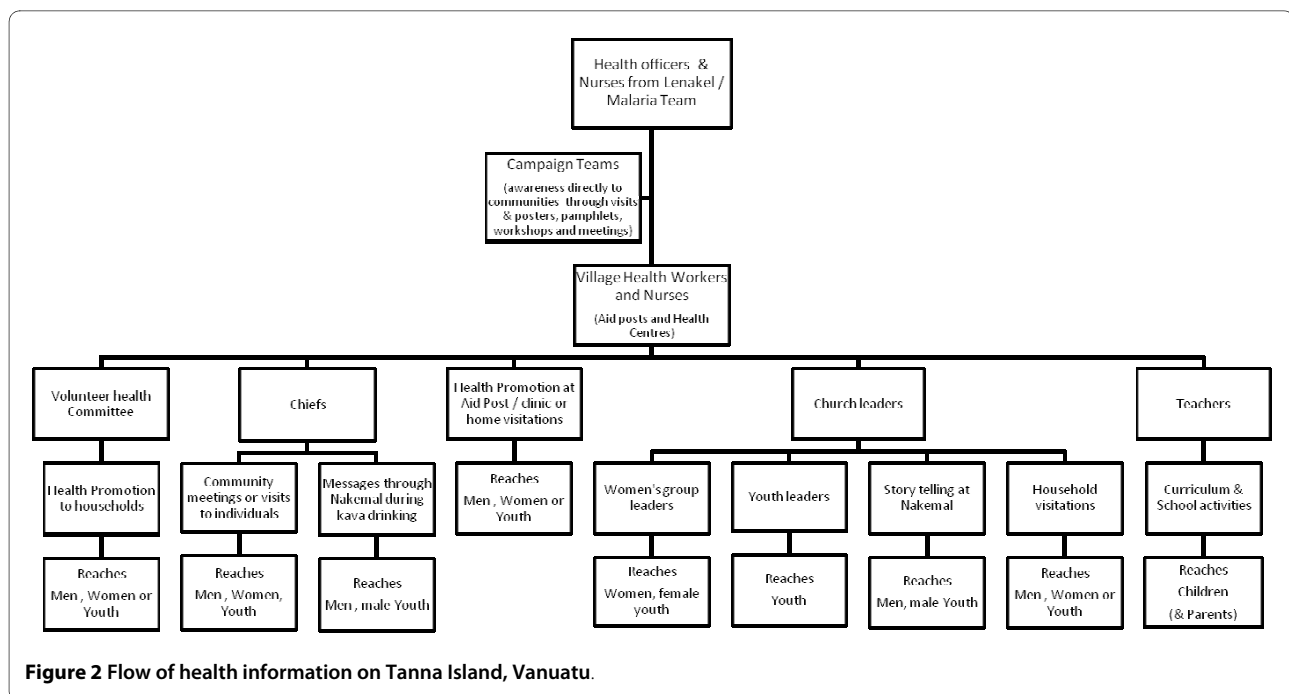 Health officers &
Nurses from Lenakel /
Malaria Team
Campaign Teams
(awareness directly to
communities through visits
& posters, pamphlets,
workshops and meetings)
Village Health Workers
and Nurses
(Aid posts and Health
Centres)
Volunteer health
Committee
Chiefs
Health Promotion at
Aid Post / clinic or
home visitations
Church leaders
Teachers
Health Promotion
to households
Community
meetings or visits
to individuals
Messages through
Nakemal during
kava drinking
Reaches
Men , Women or
Youth
Women's group
leaders
Youth leaders
Story telling at
Nakemal
Household
visitations
Curriculum &
School activities
Reaches
Men , Women or
Youth
Reaches
Men , Women,
Youth
Reaches
Men , male Youth
Reaches
Women, female
youth
Reaches
Youth
Reaches
Men, male Youth
Reaches
Men , Women or
Youth
Reaches
Children
(& Parents)
Figure 2 Flow of health information on Tanna Island, Vanuatu.